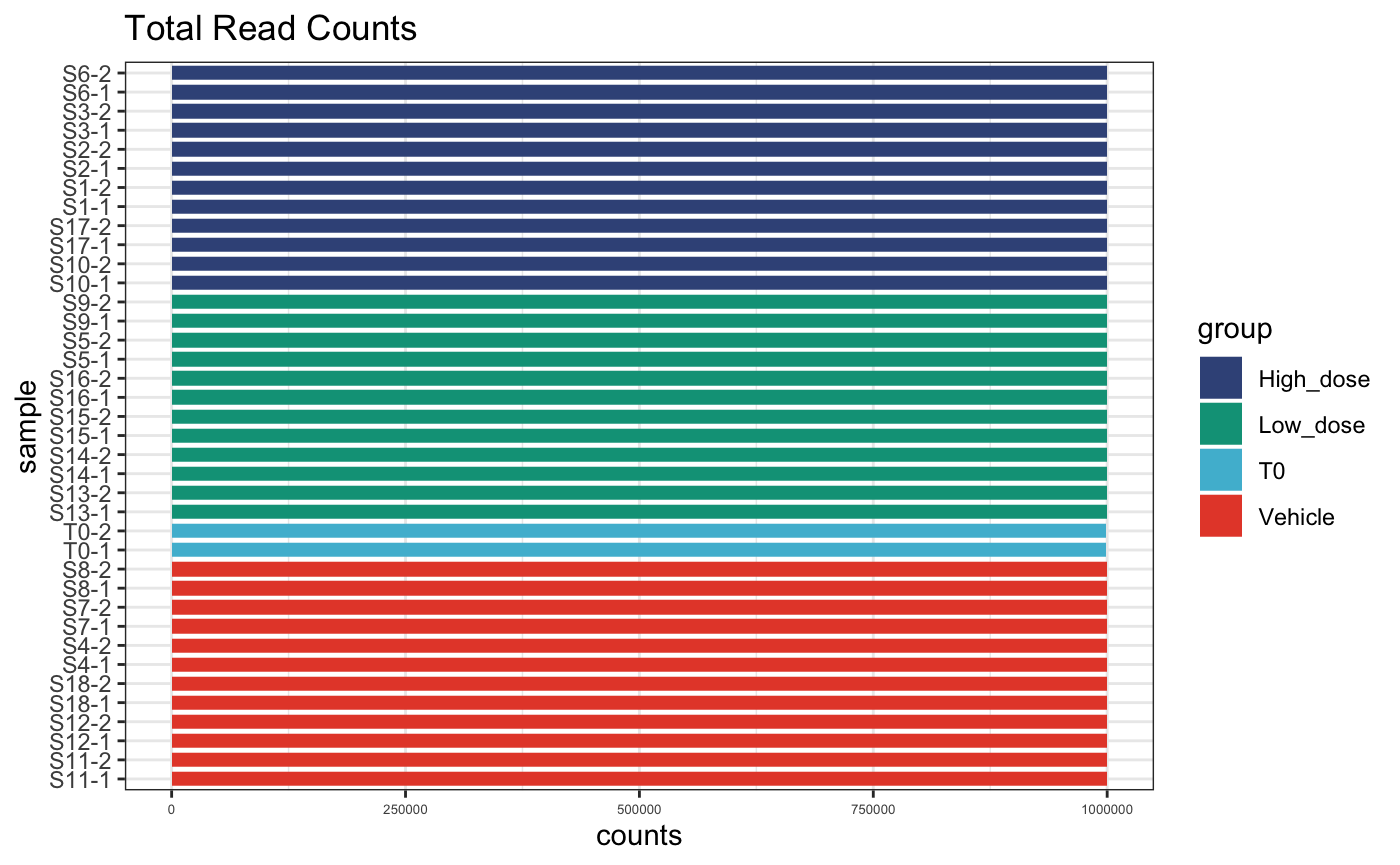 Total Read Counts
sample
S6-2
S6-1
S3-2
S3-1
S2-2
S2-1
S1-2
S1-1
S17-2
S17-1
S10-2
S10-1
S9-2
S9-1
S5-2
S5-1
S16-2
S16-1
S15-2
S15-1
S14-2
S14-1
S13-2
S13-1
T0-2
T0-1
S8-2
S8-1
S7-2
S7-1
S4-2
S4-1
S18-2
S18-1
S12-2
S12-1
S11-2
S11-1
0 250000 500000 750000 1000000
counts
group
High_dose
Low_dose
T0
Vehicle